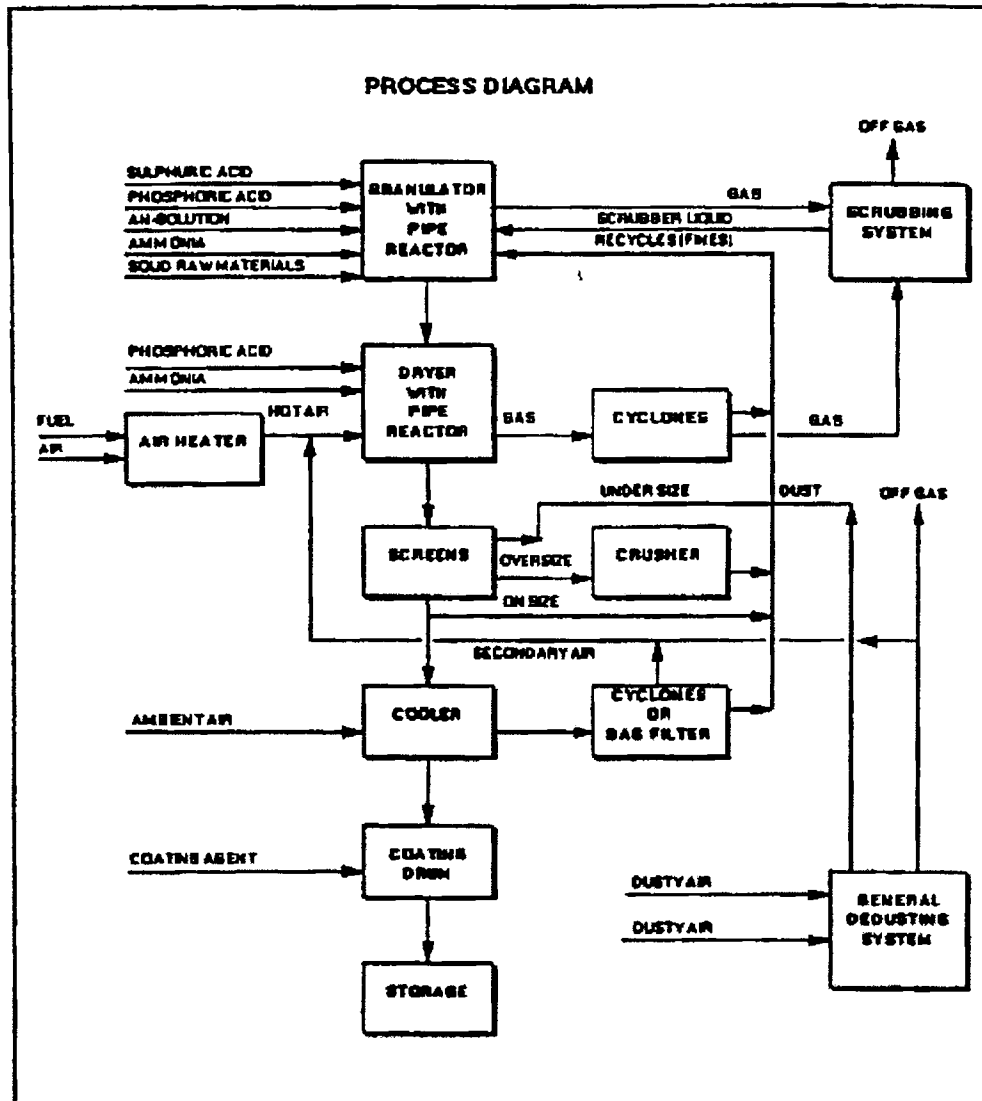 PROCESS DIAGRAM
OFF GAS
SULPHURIC ACID
PHOSPHORIC ACID
AN-SOLUTION
AMMONIA
SOLID RAW MATERIALS
GRANULATOR
WITH
PIPE
REACTOR
GAS
SCRUBBER LIQUID
RECYCLES (FINES)
SCRUBBING
SYSTEM
PHOSPHORIC ACID
AMMONIA
DRYER
WITH
PIPE
REACTOR
FUEL
AIR
AIR HEATER
HOT AIR
GAS
CYCLONES
GAS
UNDER SIZE
DUST
OFF GAS
SCREENS
OVERSIZE
CRUSHER
ON SIZE
SECONDARY AIR
AMBIENT AIR
COOLER
CYCLONES
OR
BAG FILTER
COATING AGENT
COATING
DRUM
DUSTY AIR
DUSTY AIR
GENERAL
DEDUSTING
SYSTEM
STORAGE